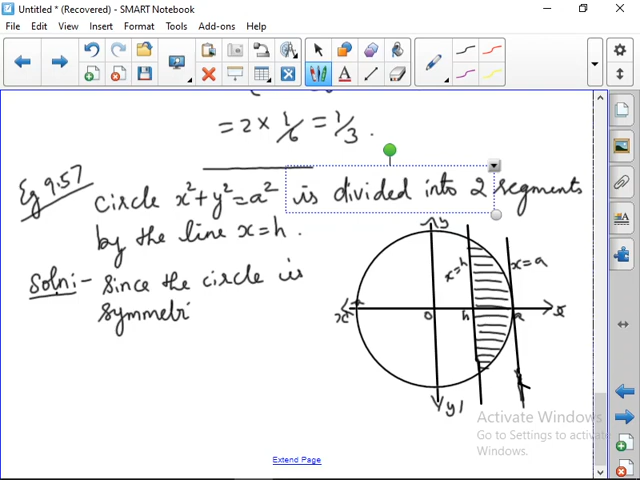 Untitled * (Recovered) - SMART Notebook
File Edit View Insert Format Tools Add-ons Help
= 2 × 1/6 = 1/3.
Eg 9.57
Circle x²+y²=a² is divided into 2 segments
by the line x=h.
Soln:- Since the circle is
symmetri
y
x=h
x=a
x'
0
h
a
x
y'
Activate Windows
Go to Settings to activate
Windows.
Extend Page